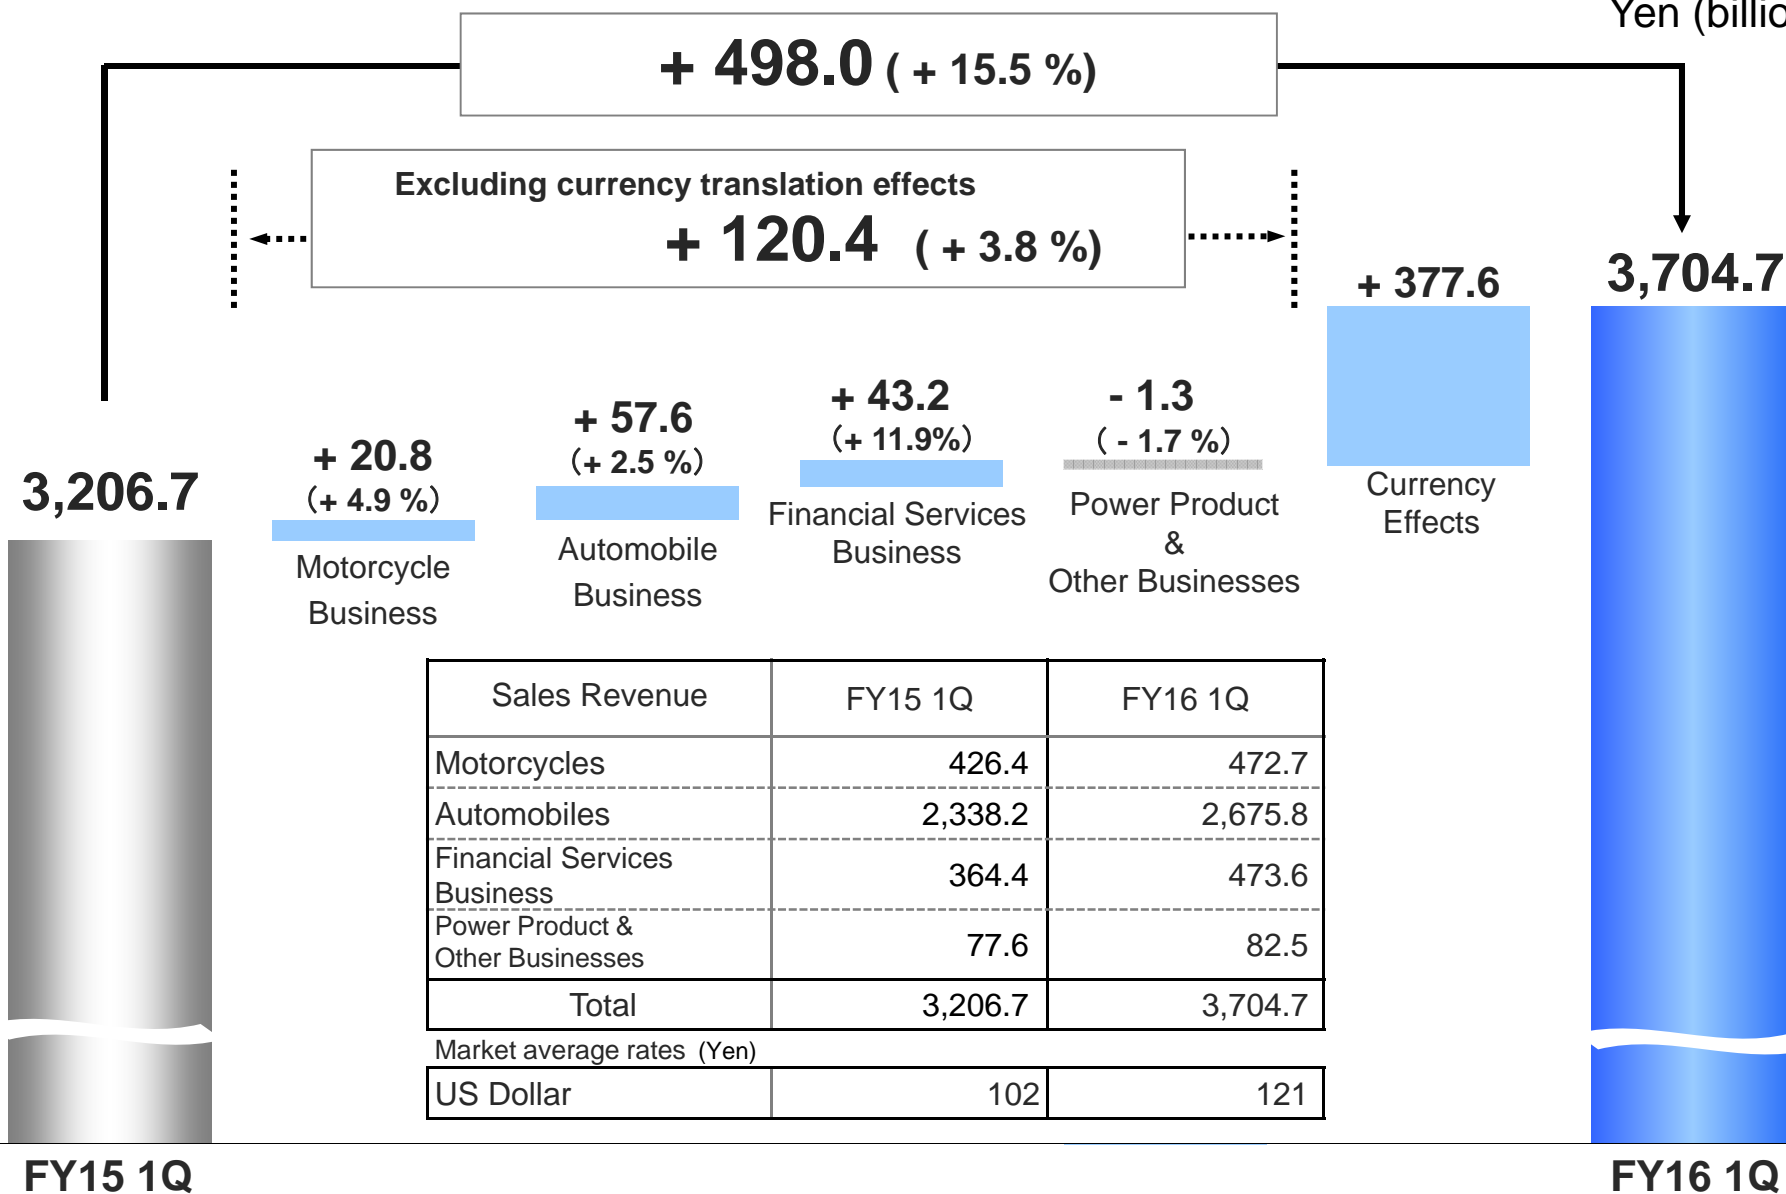 Yen (billio
+ 498.0 ( + 15.5 %)
Excluding currency translation effects
+ 120.4 ( + 3.8 %)
3,206.7
+ 20.8
(+ 4.9 %)
Motorcycle
Business
+ 57.6
(+ 2.5 %)
Automobile
Business
+ 43.2
(+ 11.9%)
Financial Services
Business
- 1.3
( - 1.7 %)
Power Product
&
Other Businesses
+ 377.6
Currency
Effects
3,704.7
Sales Revenue FY15 1Q FY16 1Q
Motorcycles 426.4 472.7
Automobiles 2,338.2 2,675.8
Financial Services
Business 364.4 473.6
Power Product &
Other Businesses 77.6 82.5
Total 3,206.7 3,704.7
Market average rates (Yen)
US Dollar 102 121
FY15 1Q FY16 1Q